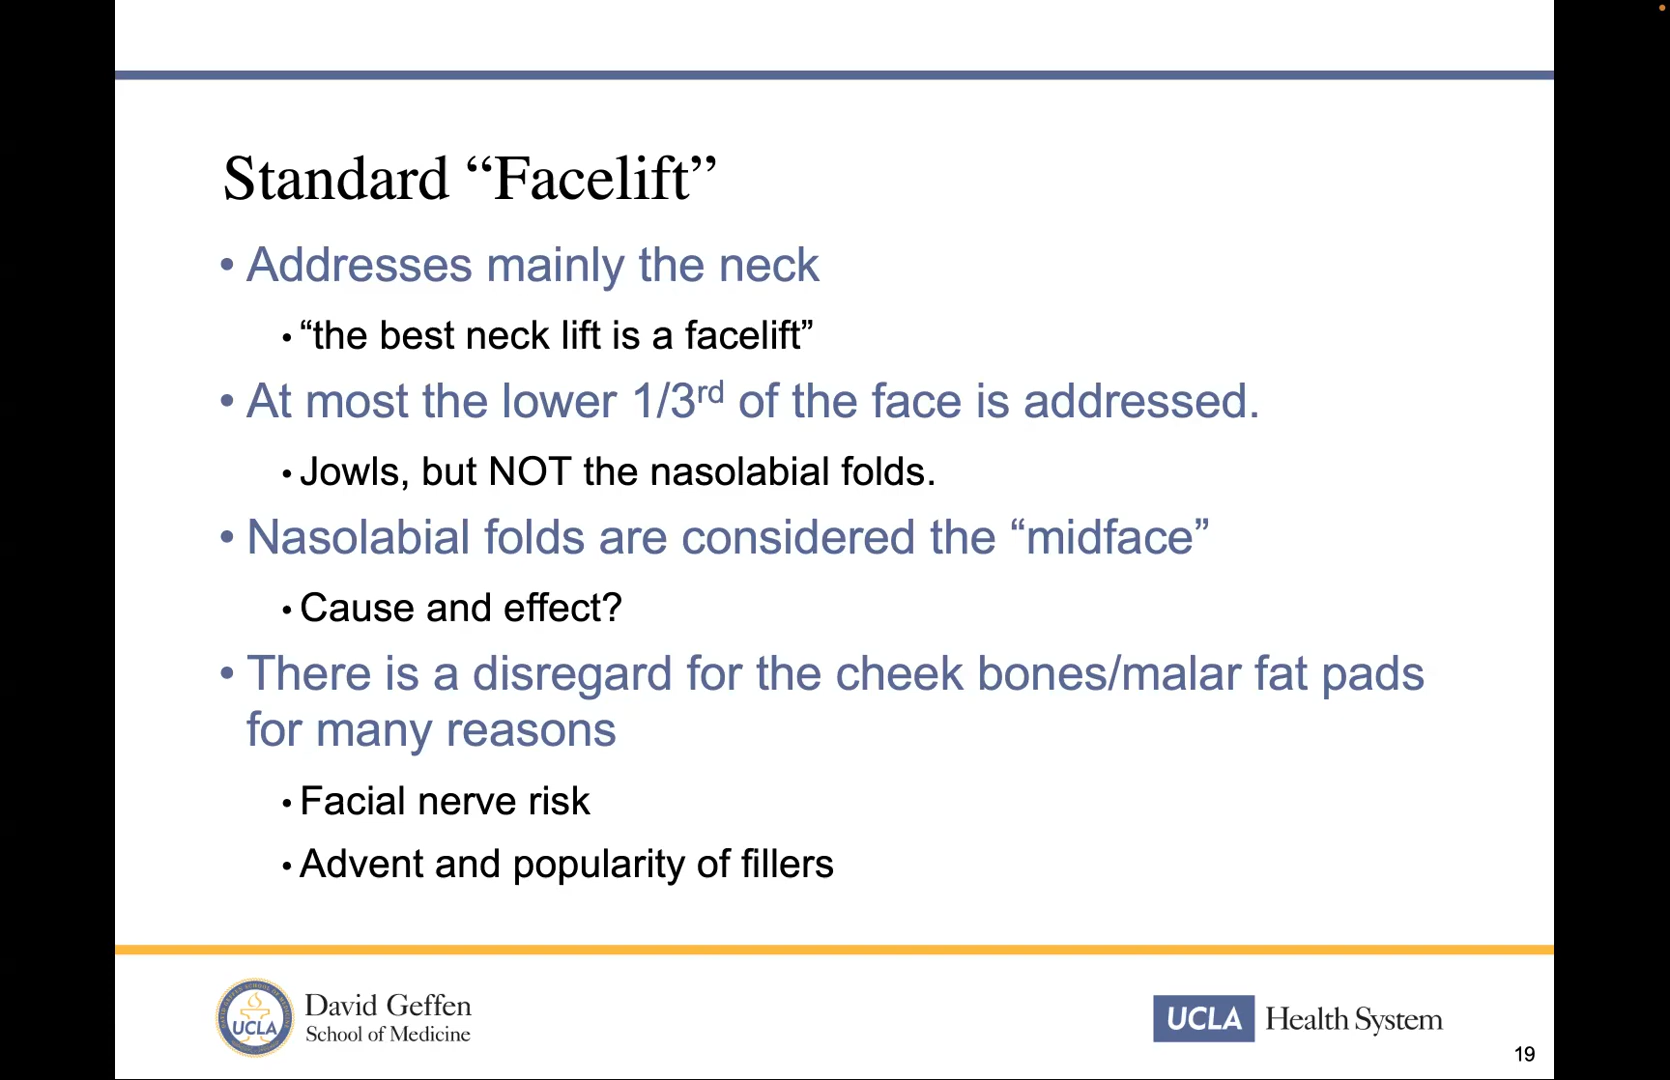 Standard “Facelift”
• Addresses mainly the neck
• “the best neck lift is a facelift”
• At most the lower 1/3rd of the face is addressed.
• Jowls, but NOT the nasolabial folds.
• Nasolabial folds are considered the “midface”
• Cause and effect?
• There is a disregard for the cheek bones/malar fat pads
for many reasons
• Facial nerve risk
• Advent and popularity of fillers
UCLA
David Geffen
School of Medicine
UCLA Health System
19